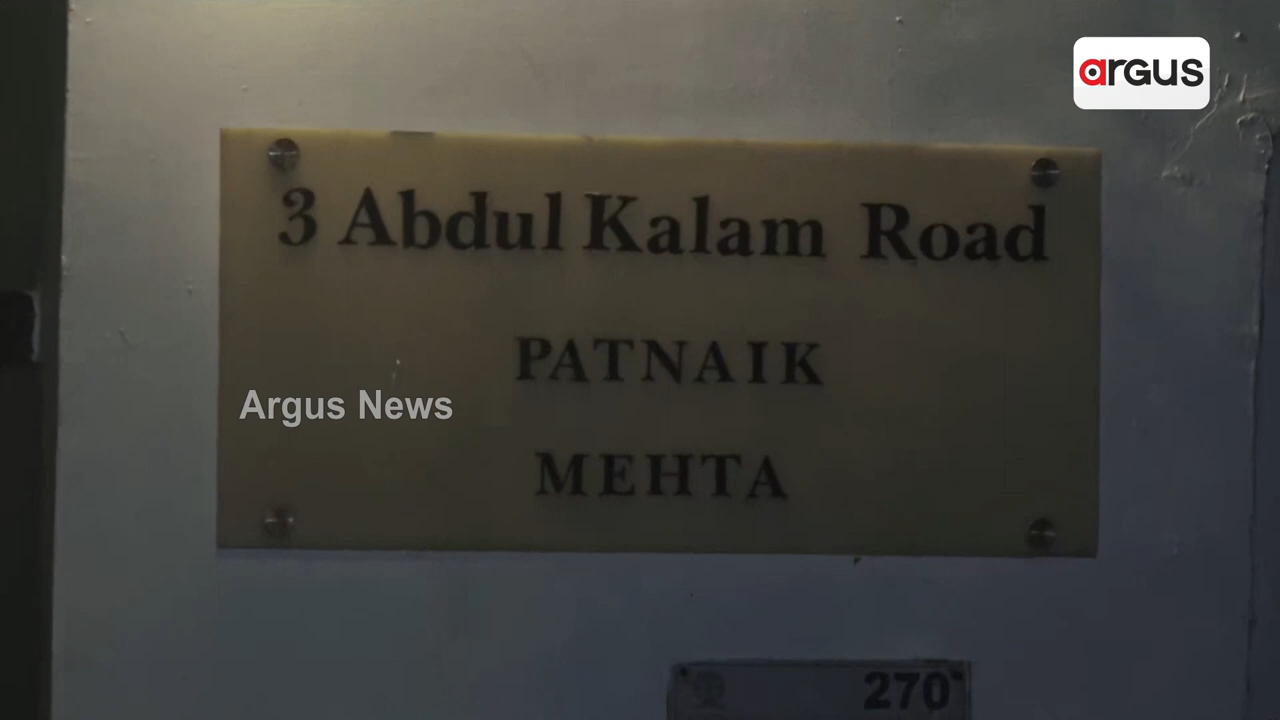 argus
3 Abdul Kalam Road
PATNAIK
Argus News
MEHTA
270